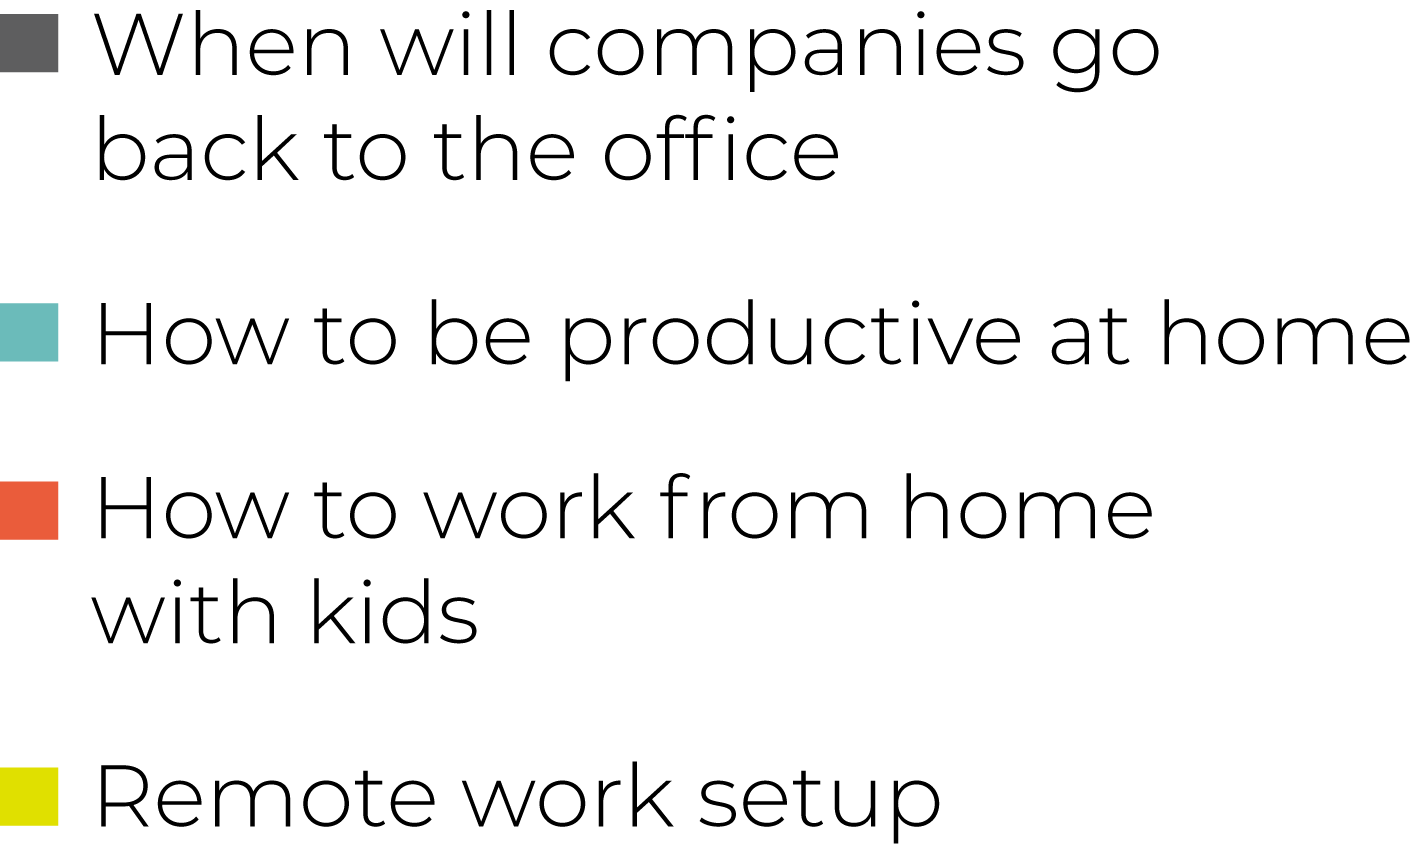 When will companies go
back to the office
How to be productive at home
How to work from home
with kids
Remote work setup